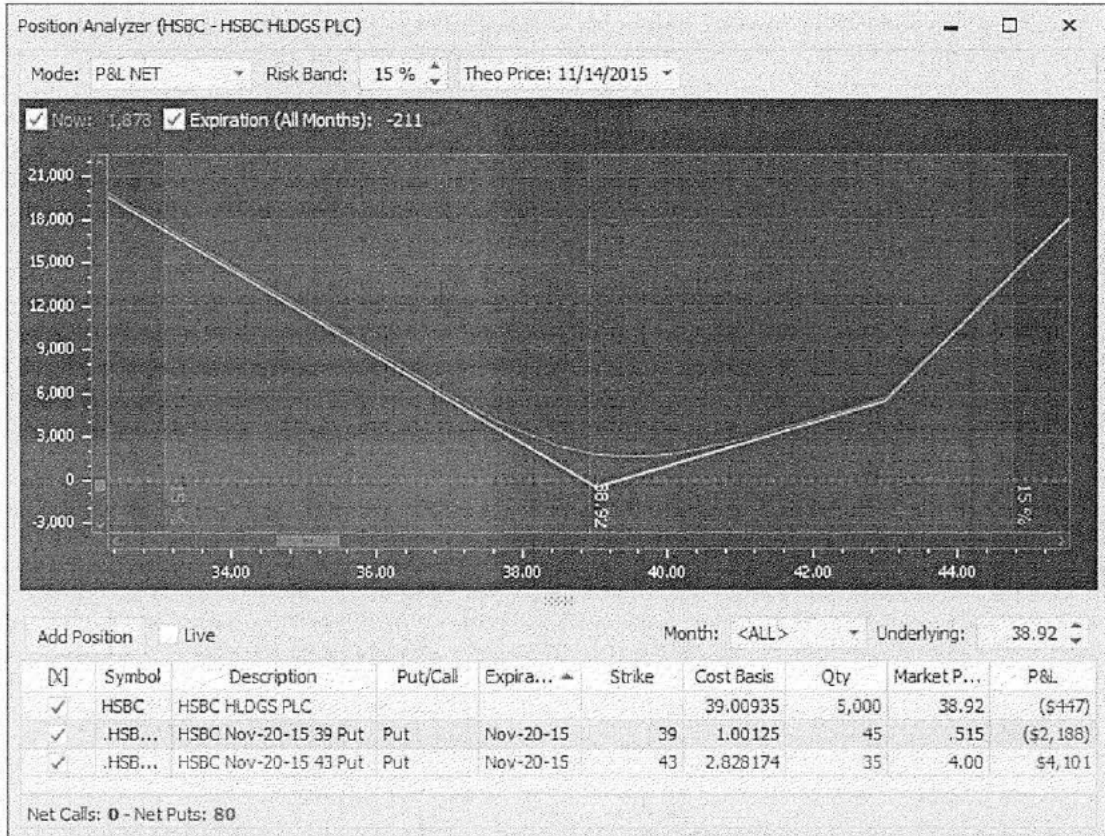 Position Analyzer (HSBC - HSBC HLDGS PLC)
Mode: P&L NET Risk Band: 15 % Theo Price: 11/14/2015
Now: 1,873 Expiration (All Months): -211
21,000
18,000
15,000
12,000
9,000
6,000
3,000
0
-3,000
15%
38.92
15%
34.00 36.00 38.00 40.00 42.00 44.00
Add Position Live Month: <ALL> Underlying: 38.92
[X] Symbol Description Put/Call Expira... Strike Cost Basis Qty Market P... P&L
HSBC HSBC HLDGS PLC 39.00935 5,000 38.92 ($447)
.HSB... HSBC Nov-20-15 39 Put Put Nov-20-15 39 1.00125 45 .515 ($2,188)
.HSB... HSBC Nov-20-15 43 Put Put Nov-20-15 43 2.828174 35 4.00 $4,101
Net Calls: 0 - Net Puts: 80